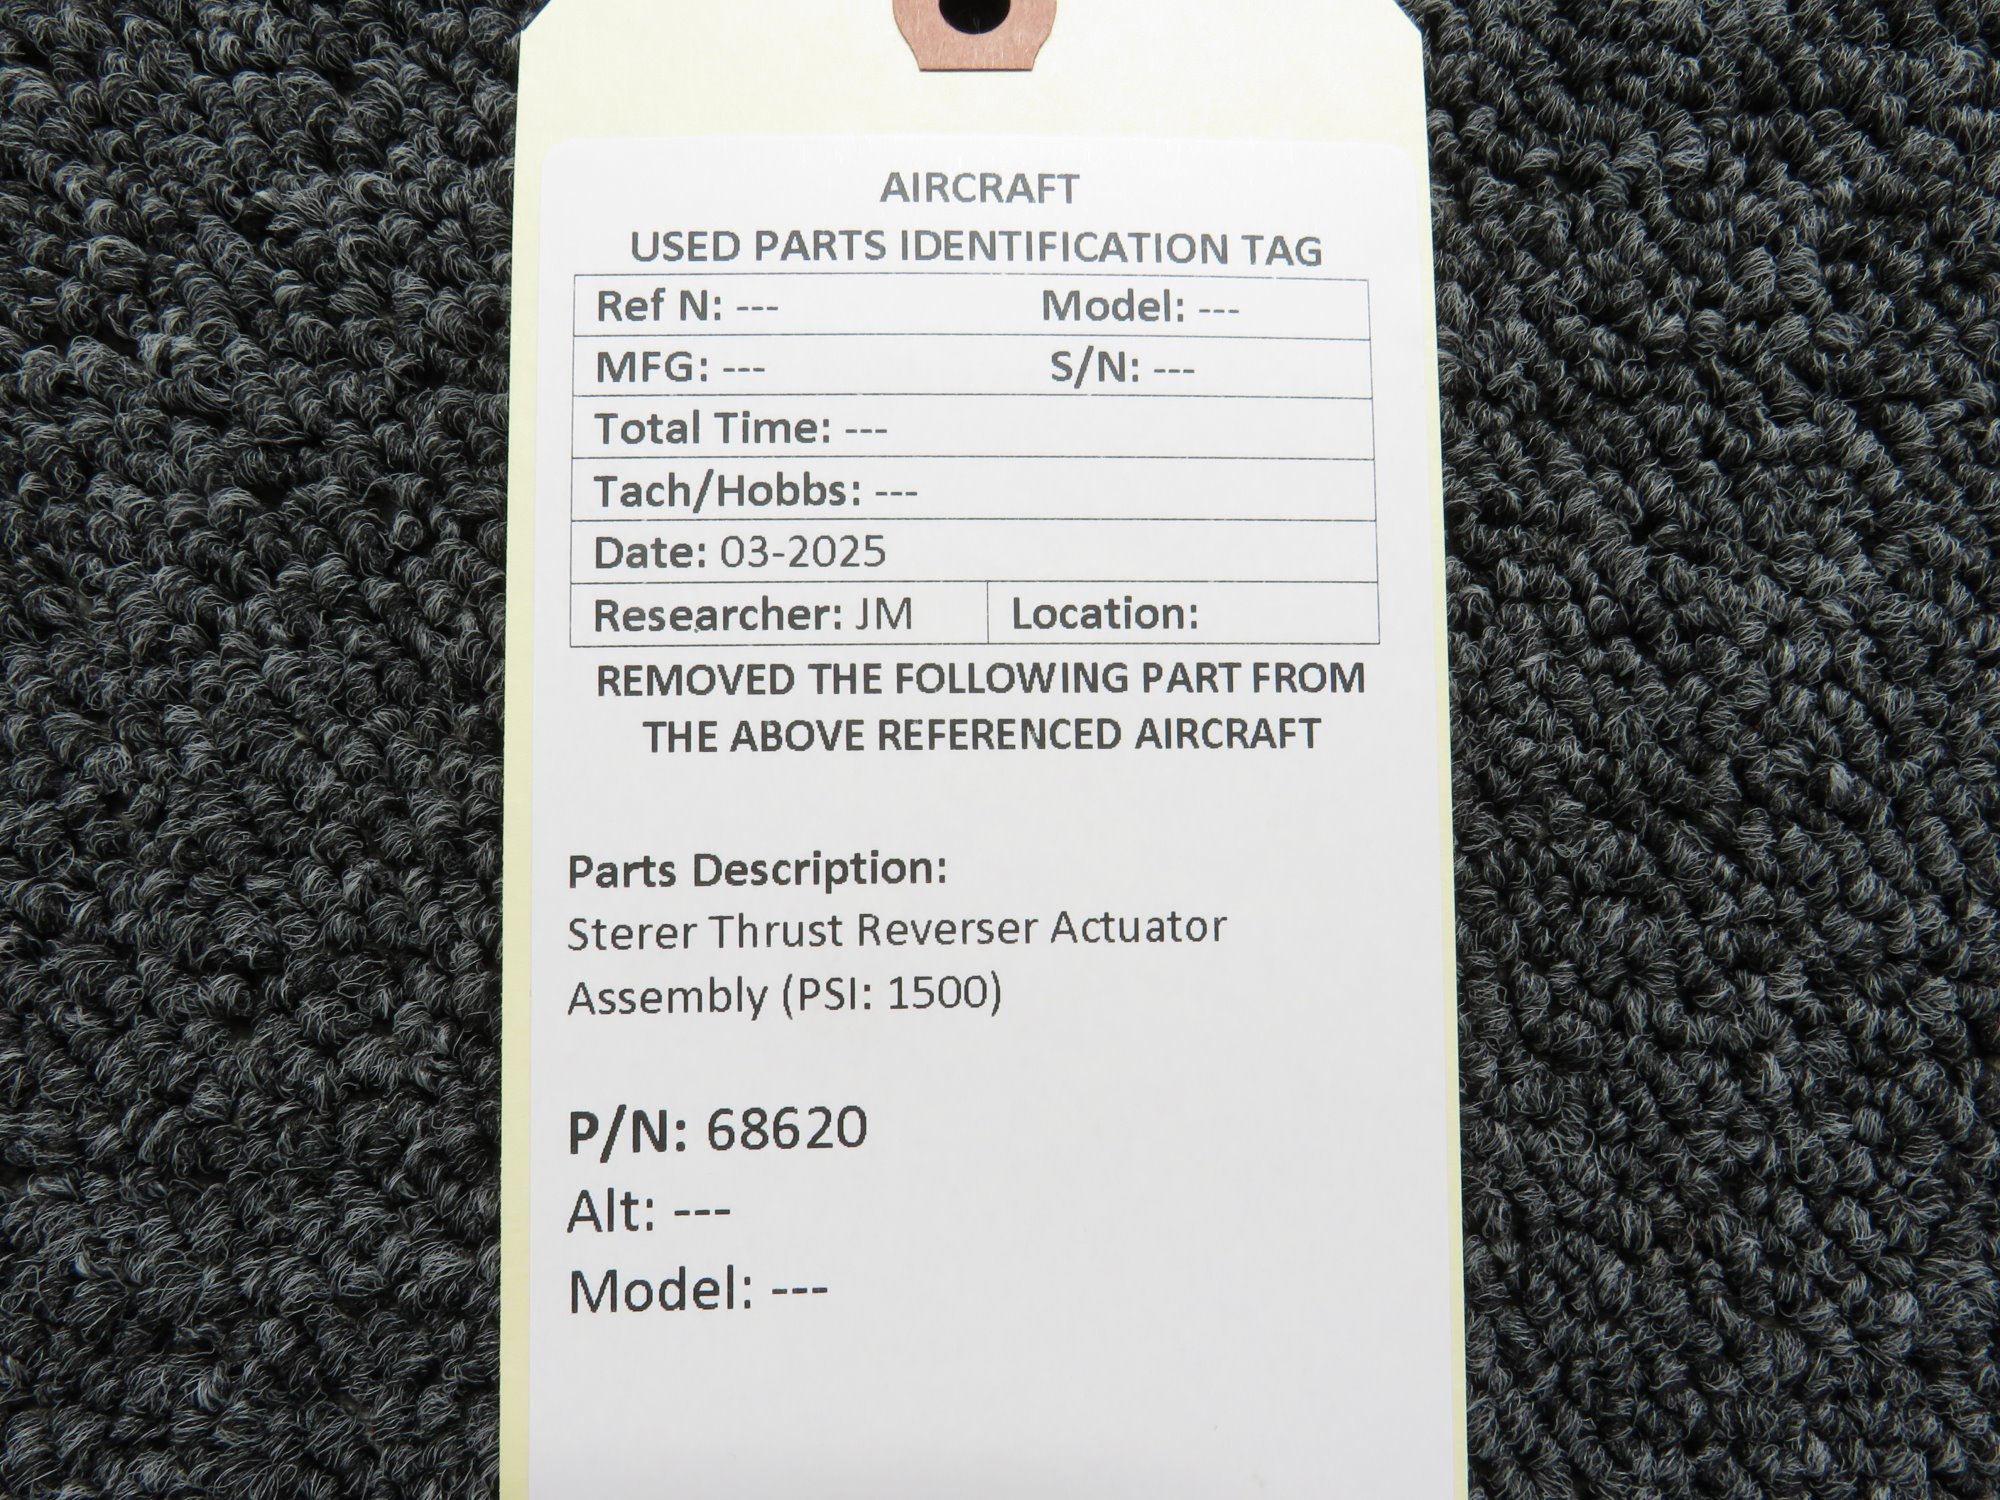 AIRCRAFT
USED PARTS IDENTIFICATION TAG
Ref N: --- Model: ---
MFG: --- S/N: ---
Total Time: ---
Tach/Hobbs: ---
Date: 03-2025
Researcher: JM Location:
REMOVED THE FOLLOWING PART FROM
THE ABOVE REFERENCED AIRCRAFT
Parts Description:
Sterer Thrust Reverser Actuator
Assembly (PSI: 1500)
P/N: 68620
Alt: ---
Model: ---